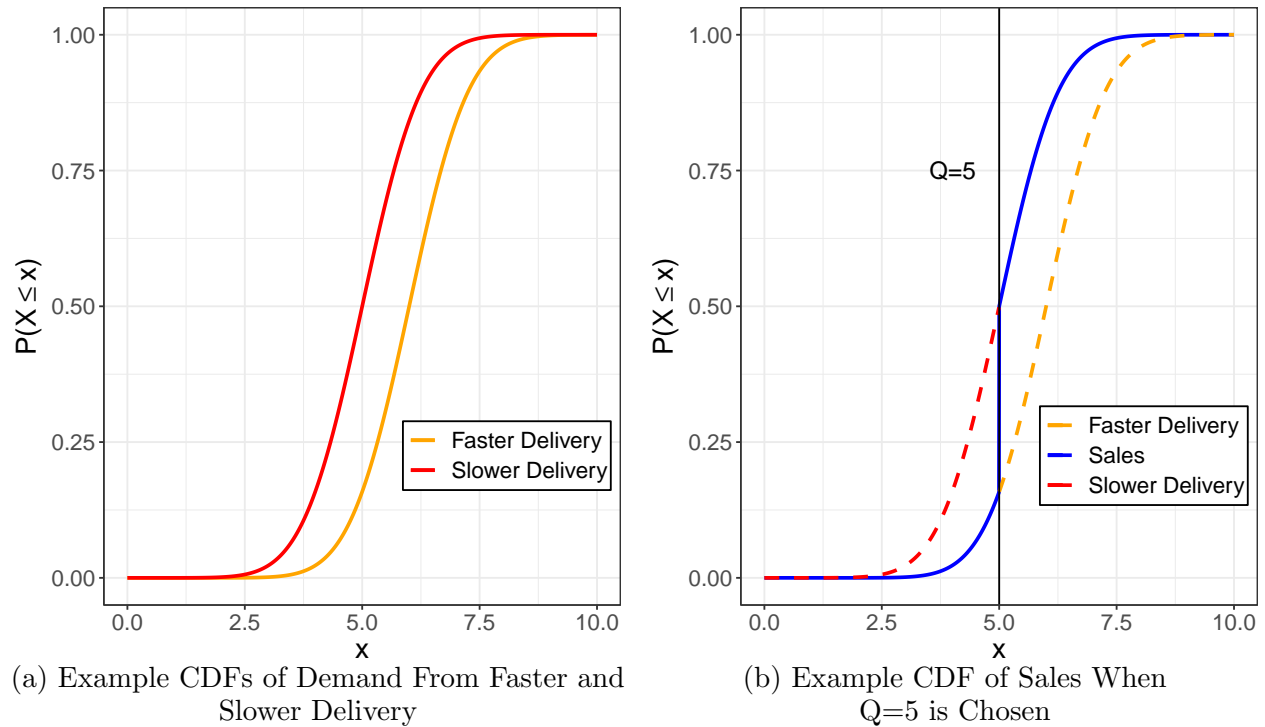 1.00
0.75
0.50
0.25
0.00
P(X ≤ x)
Faster Delivery
Slower Delivery
0.0 2.5 5.0 7.5 10.0
x
(a) Example CDFs of Demand From Faster and
Slower Delivery
1.00
0.75
0.50
0.25
0.00
P(X ≤ x)
Q=5
Faster Delivery
Sales
Slower Delivery
0.0 2.5 5.0 7.5 10.0
x
(b) Example CDF of Sales When
Q=5 is Chosen